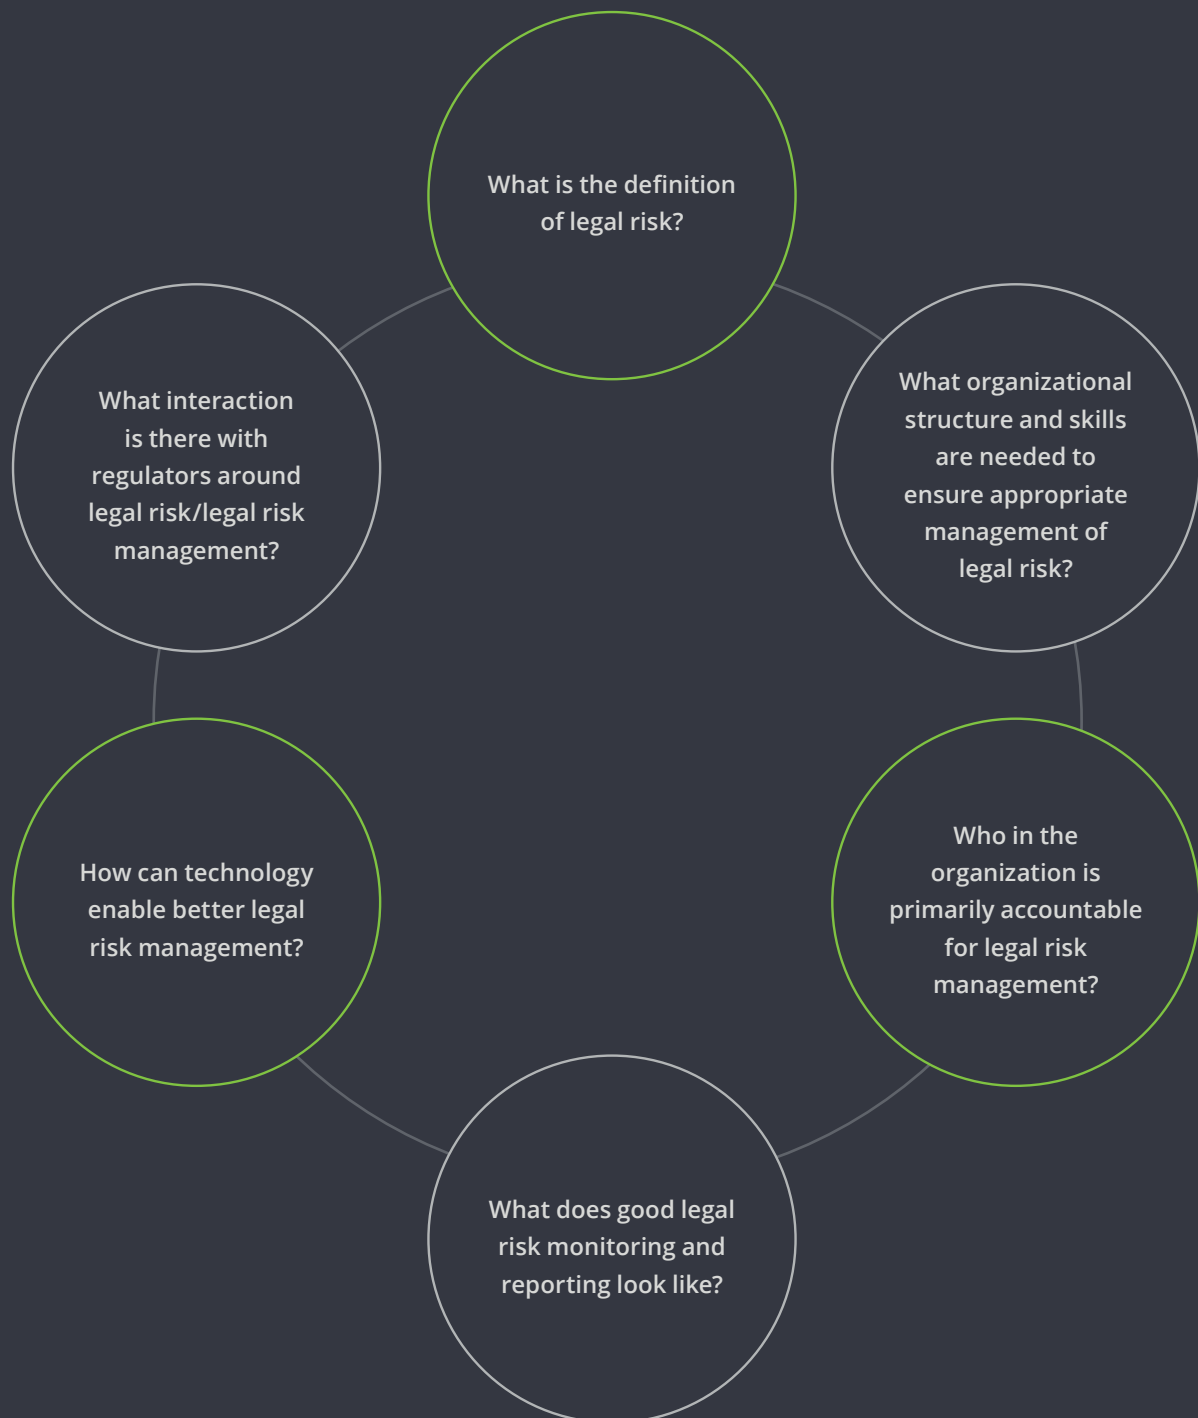 What is the definition
of legal risk?
What organizational
structure and skills
are needed to
ensure appropriate
management of
legal risk?
Who in the
organization is
primarily accountable
for legal risk
management?
What does good legal
risk monitoring and
reporting look like?
How can technology
enable better legal
risk management?
What interaction
is there with
regulators around
legal risk/legal risk
management?